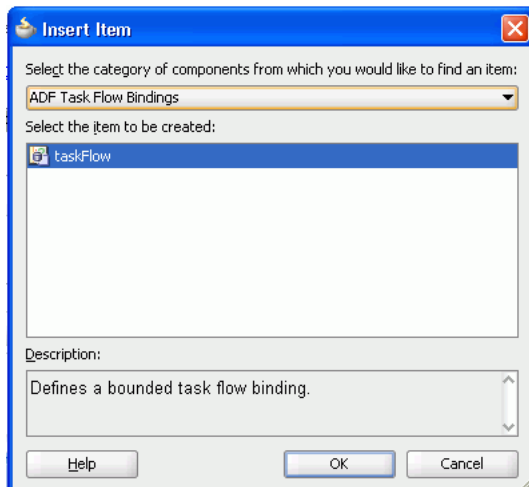 Insert Item
Select the category of components from which you would like to find an item:
ADF Task Flow Bindings
Select the item to be created:
taskFlow
Description:
Defines a bounded task flow binding.
Help OK Cancel